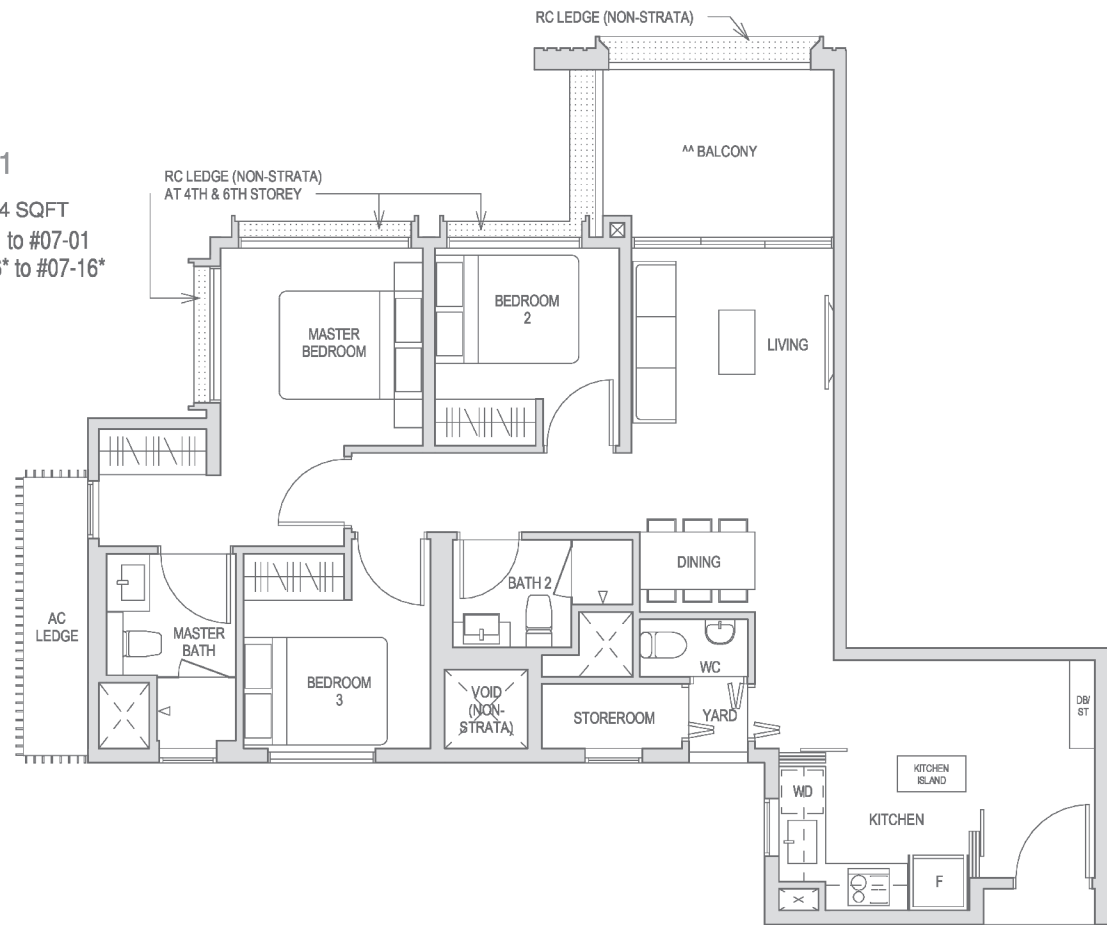 RC LEDGE (NON-STRATA)
^^ BALCONY
1
4 SQFT
to #07-01
* to #07-16*
RC LEDGE (NON-STRATA)
AT 4TH & 6TH STOREY
BEDROOM
2
MASTER
BEDROOM
LIVING
DINING
BATH 2
AC
LEDGE
MASTER
BATH
WC
BEDROOM
3
VOID
(NON-
STRATA)
STOREROOM
YARD
DB/
ST
KITCHEN
ISLAND
WD
KITCHEN
F